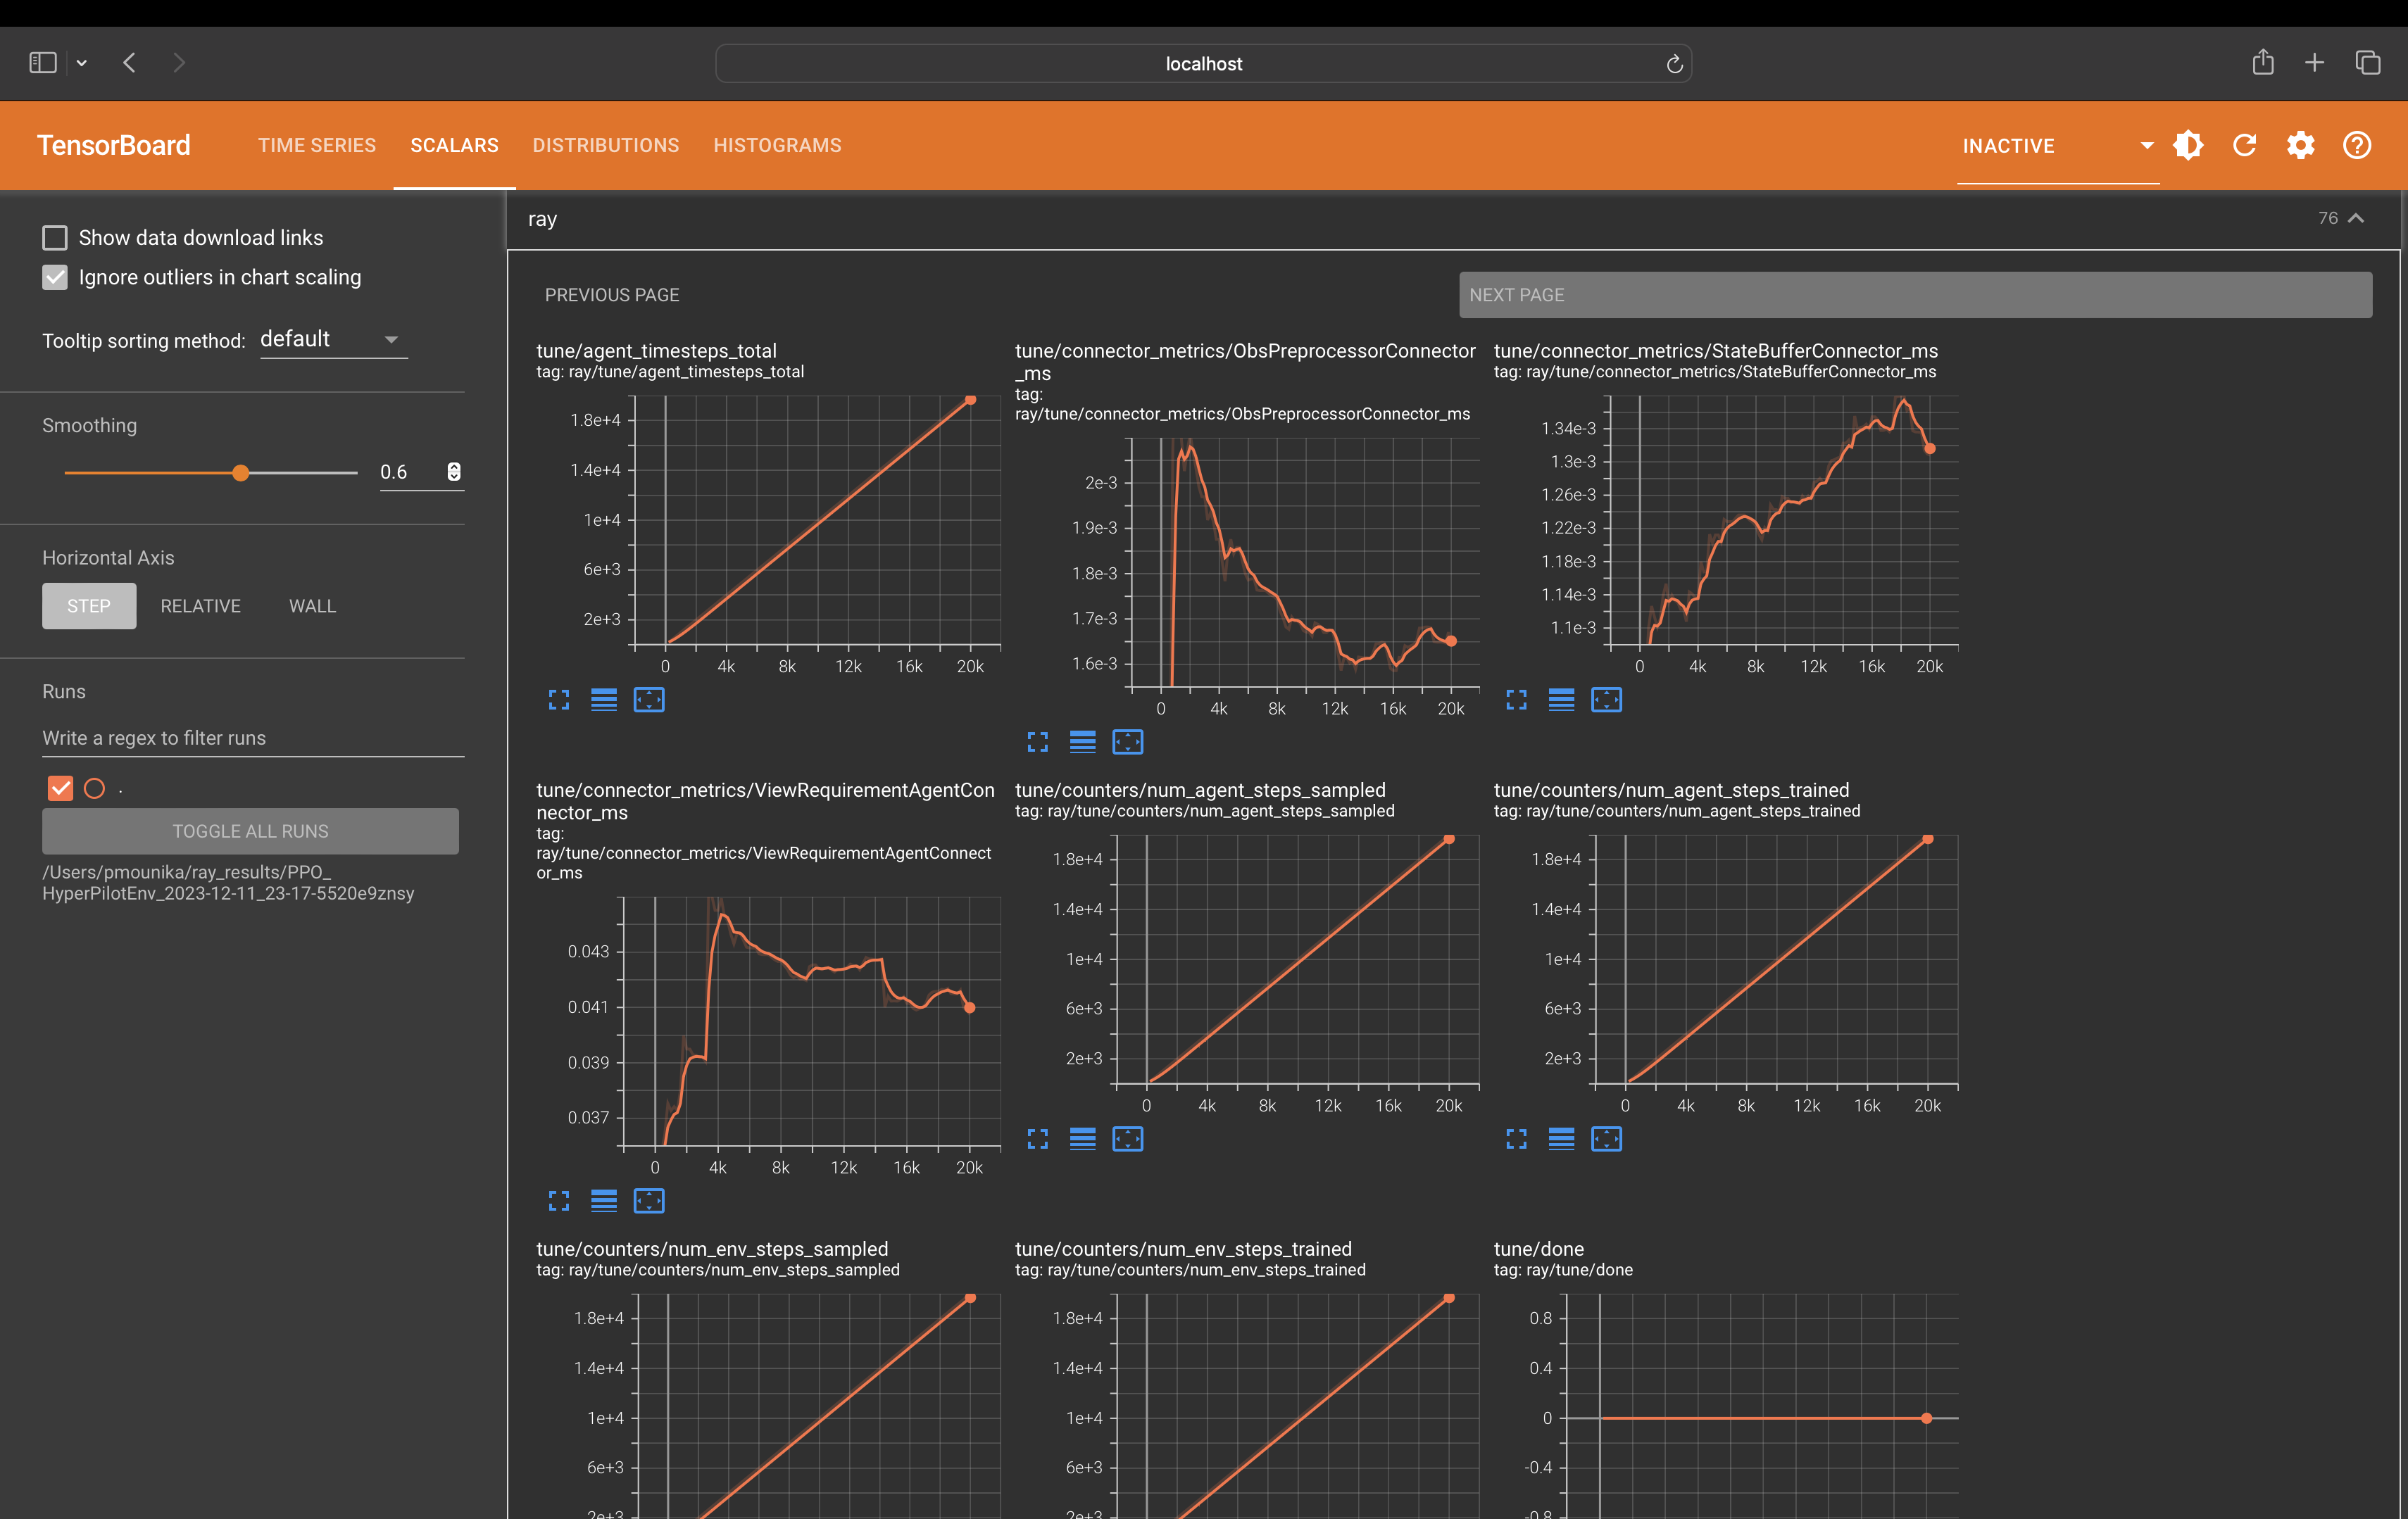 localhost
TensorBoard
TIME SERIES
SCALARS
DISTRIBUTIONS
HISTOGRAMS
INACTIVE
Show data download links
Ignore outliers in chart scaling
Tooltip sorting method: default
Smoothing
0.6
Horizontal Axis
STEP
RELATIVE
WALL
Runs
Write a regex to filter runs
.
TOGGLE ALL RUNS
/Users/pmounika/ray_results/PPO_
HyperPilotEnv_2023-12-11_23-17-5520e9znsy
ray
76
PREVIOUS PAGE
NEXT PAGE
tune/agent_timesteps_total
tag: ray/tune/agent_timesteps_total
1.8e+4
1.4e+4
1e+4
6e+3
2e+3
0 4k 8k 12k 16k 20k
tune/connector_metrics/ObsPreprocessorConnector
_ms
tag:
ray/tune/connector_metrics/ObsPreprocessorConnector_ms
2e-3
1.9e-3
1.8e-3
1.7e-3
1.6e-3
0 4k 8k 12k 16k 20k
tune/connector_metrics/StateBufferConnector_ms
tag: ray/tune/connector_metrics/StateBufferConnector_ms
1.34e-3
1.3e-3
1.26e-3
1.22e-3
1.18e-3
1.14e-3
1.1e-3
0 4k 8k 12k 16k 20k
tune/connector_metrics/ViewRequirementAgentCon
nector_ms
tag:
ray/tune/connector_metrics/ViewRequirementAgentConnect
or_ms
0.043
0.041
0.039
0.037
0 4k 8k 12k 16k 20k
tune/counters/num_agent_steps_sampled
tag: ray/tune/counters/num_agent_steps_sampled
1.8e+4
1.4e+4
1e+4
6e+3
2e+3
0 4k 8k 12k 16k 20k
tune/counters/num_agent_steps_trained
tag: ray/tune/counters/num_agent_steps_trained
1.8e+4
1.4e+4
1e+4
6e+3
2e+3
0 4k 8k 12k 16k 20k
tune/counters/num_env_steps_sampled
tag: ray/tune/counters/num_env_steps_sampled
1.8e+4
1.4e+4
1e+4
6e+3
2e+3
tune/counters/num_env_steps_trained
tag: ray/tune/counters/num_env_steps_trained
1.8e+4
1.4e+4
1e+4
6e+3
2e+3
tune/done
tag: ray/tune/done
0.8
0.4
0
-0.4
-0.8